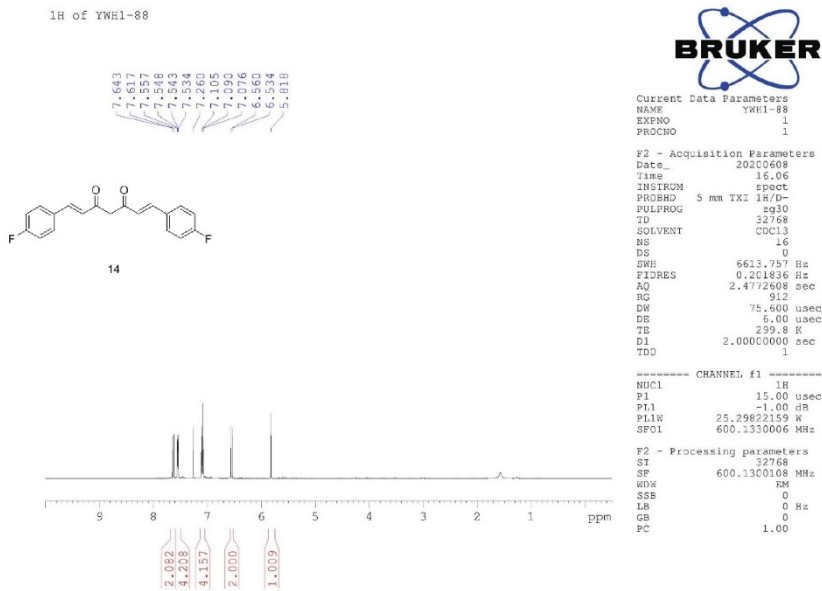 1H of YWH1-88
7.643
7.617
7.557
7.548
7.543
7.534
7.260
7.105
7.090
7.076
6.560
6.534
5.818
O O
F F
14
9 8 7 6 5 4 3 2 1 ppm
2.082
4.208
4.157
2.000
1.009
BRUKER
Current Data Parameters
NAME YWH1-88
EXPNO 1
PROCNO 1
F2 - Acquisition Parameters
Date_ 20200608
Time 16.06
INSTRUM spect
PROBHD 5 mm TXI 1H/D-
PULPROG zg30
TD 32768
SOLVENT CDCl3
NS 16
DS 0
SWH 6613.757 Hz
FIDRES 0.201836 Hz
AQ 2.4772608 sec
RG 912
DW 75.600 usec
DE 6.00 usec
TE 299.8 K
D1 2.00000000 sec
TD0 1
======== CHANNEL f1 ========
NUC1 1H
P1 15.00 usec
PL1 -1.00 dB
PL1W 25.29822159 W
SFO1 600.1330006 MHz
F2 - Processing parameters
SI 32768
SF 600.1300108 MHz
WDW EM
SSB 0
LB 0 Hz
GB 0
PC 1.00